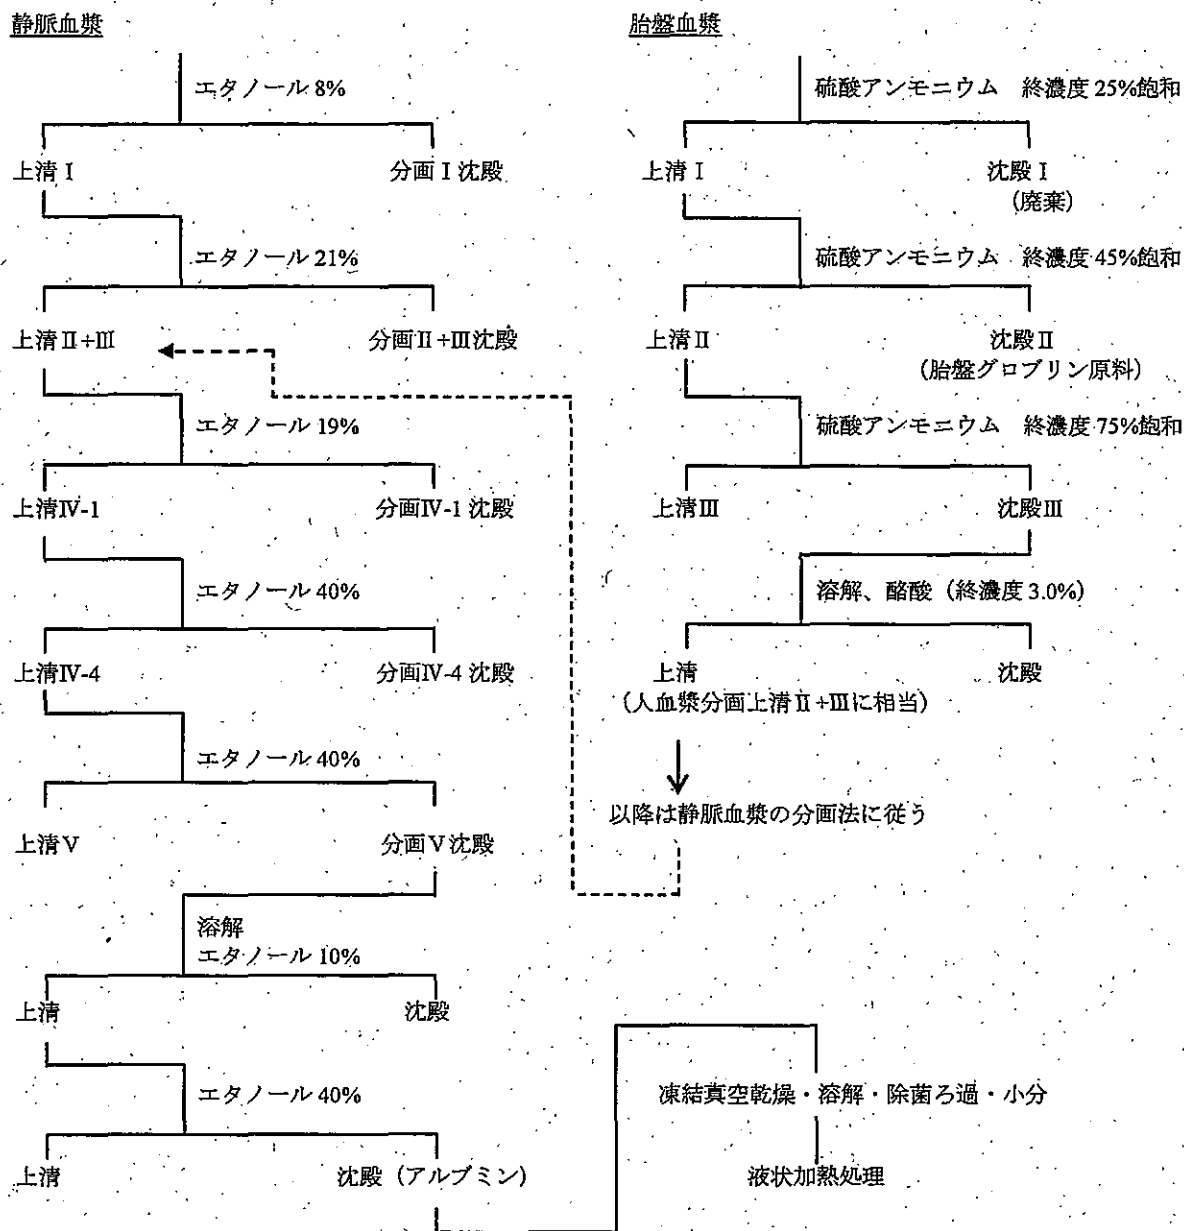 静脈血漿
エタノール 8%
上清 I
分画 I 沈殿
エタノール 21%
上清 II+III
分画 II+III 沈殿
エタノール 19%
上清IV-1
分画IV-1 沈殿
エタノール 40%
上清IV-4
分画IV-4 沈殿
エタノール 40%
上清V
分画V 沈殿
溶解
エタノール 10%
上清
沈殿
エタノール 40%
上清
沈殿(アルブミン)
胎盤血漿
硫酸アンモニウム 終濃度 25%飽和
上清 I
沈殿 I
(廃棄)
硫酸アンモニウム 終濃度 45%飽和
上清 II
沈殿 II
(胎盤グロブリン原料)
硫酸アンモニウム 終濃度 75%飽和
上清III
沈殿III
溶解、酪酸(終濃度 3.0%)
上清
沈殿
(人血漿分画上清 II+IIIに相当)
以降は静脈血漿の分画法に従う
凍結真空乾燥・溶解・除菌ろ過・小分
液状加熱処理